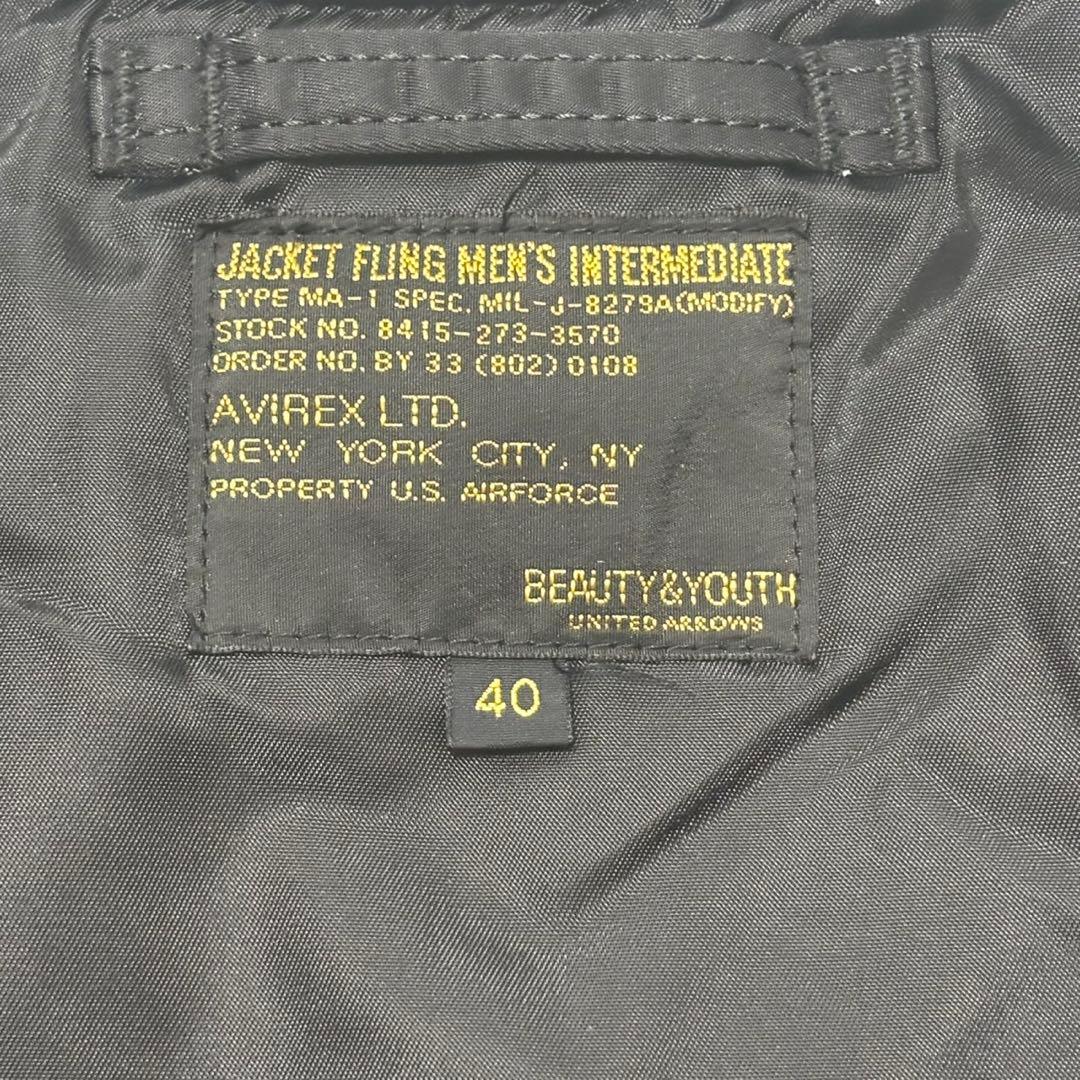 JACKET FLING MEN'S INTERMEDIATE
TYPE MA-1 SPEC. MIL-J-8279A(MODIFY)
STOCK NO. 8415-273-3570
ORDER NO. BY 33 (802) 0108
AVIREX LTD.
NEW YORK CITY, NY
PROPERTY U.S. AIRFORCE
BEAUTY&YOUTH
UNITED ARROWS
40